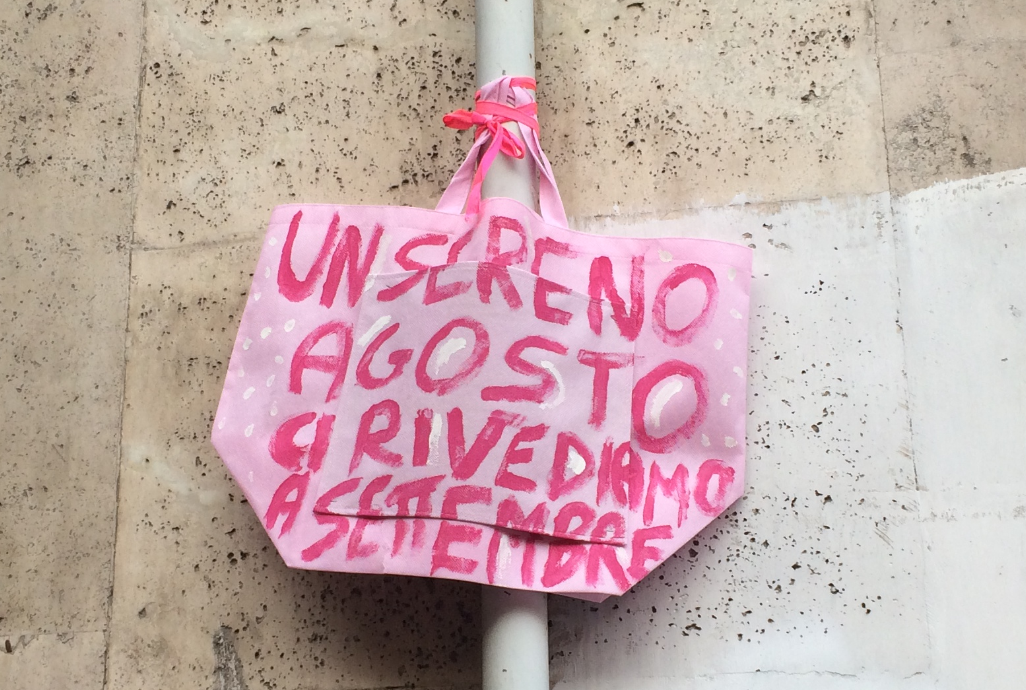 UN SERENO
AGOSTO
CI RIVEDIAMO
A SETTEMBRE